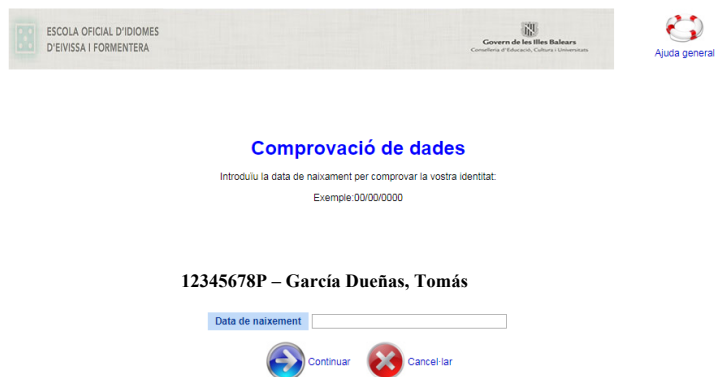 ESCOLA OFICIAL D'IDIOMES
D'EIVISSA I FORMENTERA
Govern de les Illes Balears
Conselleria d'Educació, Cultura i Universitats
Ajuda general
Comprovació de dades
Introduïu la data de naixament per comprovar la vostra identitat:
Exemple:00/00/0000
12345678P – García Dueñas, Tomás
Data de naixement
Continuar
Cancel·lar